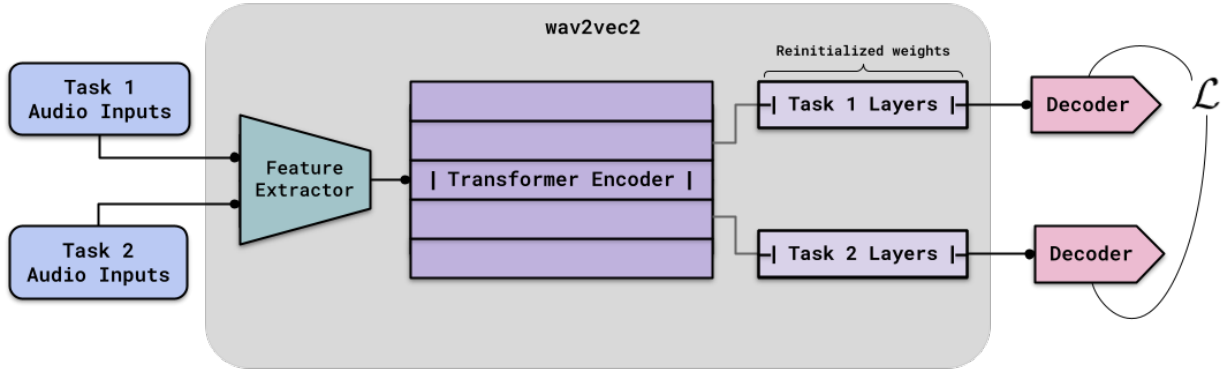 wav2vec2
Reinitialized weights
Task 1
Audio Inputs
| Task 1 Layers |
Decoder
ℒ
Feature
Extractor
| Transformer Encoder |
Task 2
Audio Inputs
| Task 2 Layers |
Decoder